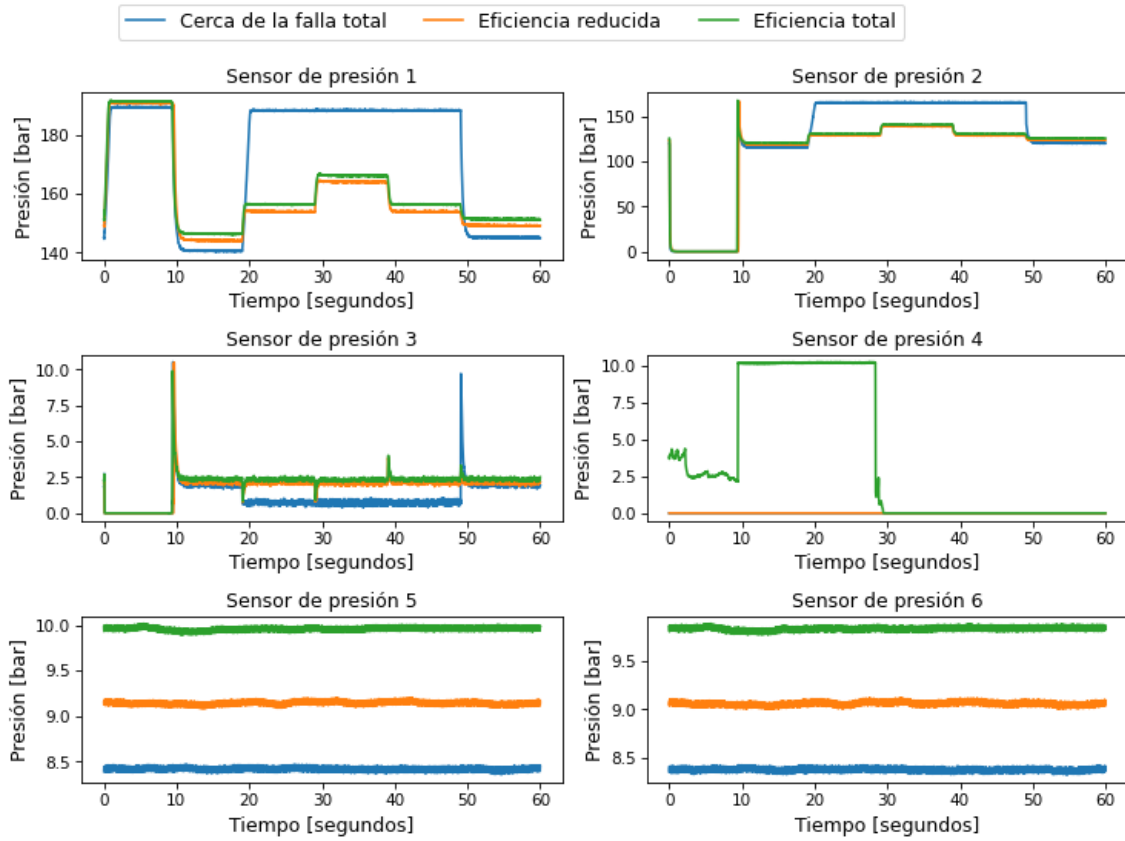 Cerca de la falla total Eficiencia reducida Eficiencia total
Sensor de presión 1
Presión [bar]
180
160
140
0 10 20 30 40 50 60
Tiempo [segundos]
Sensor de presión 2
Presión [bar]
150
100
50
0
0 10 20 30 40 50 60
Tiempo [segundos]
Sensor de presión 3
Presión [bar]
10.0
7.5
5.0
2.5
0.0
0 10 20 30 40 50 60
Tiempo [segundos]
Sensor de presión 4
Presión [bar]
10.0
7.5
5.0
2.5
0.0
0 10 20 30 40 50 60
Tiempo [segundos]
Sensor de presión 5
Presión [bar]
10.0
9.5
9.0
8.5
0 10 20 30 40 50 60
Tiempo [segundos]
Sensor de presión 6
Presión [bar]
9.5
9.0
8.5
0 10 20 30 40 50 60
Tiempo [segundos]